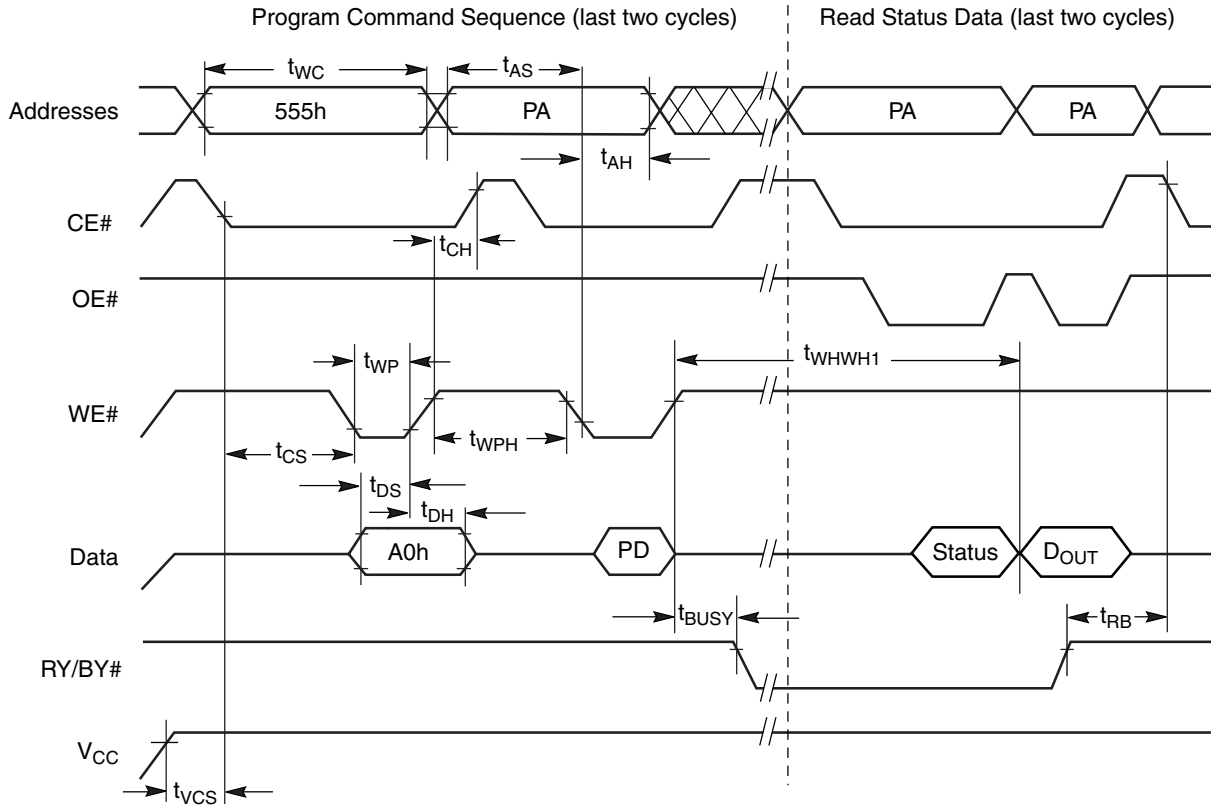 Program Command Sequence (last two cycles)
Read Status Data (last two cycles)
tWC
tAS
Addresses
555h
PA
PA
PA
tAH
CE#
tCH
OE#
tWP
tWHWH1
WE#
tCS
tWPH
tDS
tDH
Data
A0h
PD
Status
DOUT
tBUSY
tRB
RY/BY#
VCC
tVCS